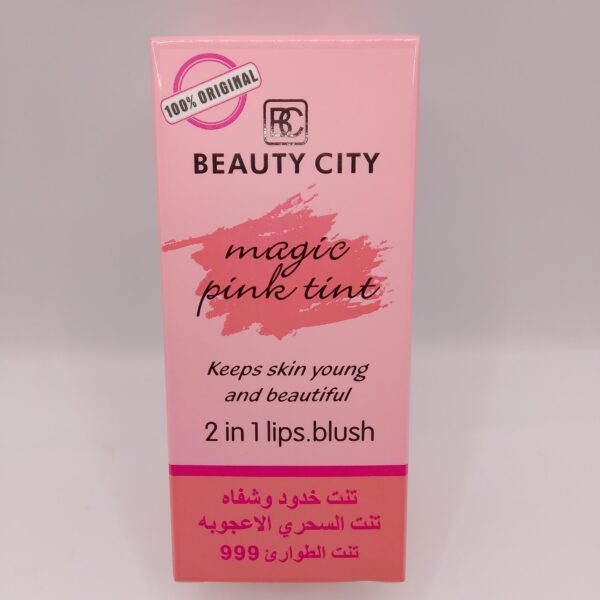 100% ORIGINAL
BC
BEAUTY CITY
magic
pink tint
Keeps skin young
and beautiful
2 in 1 lips.blush
تنت خدود وشفاه
تنت السحري الاعجوبه
تنت الطوارئ 999